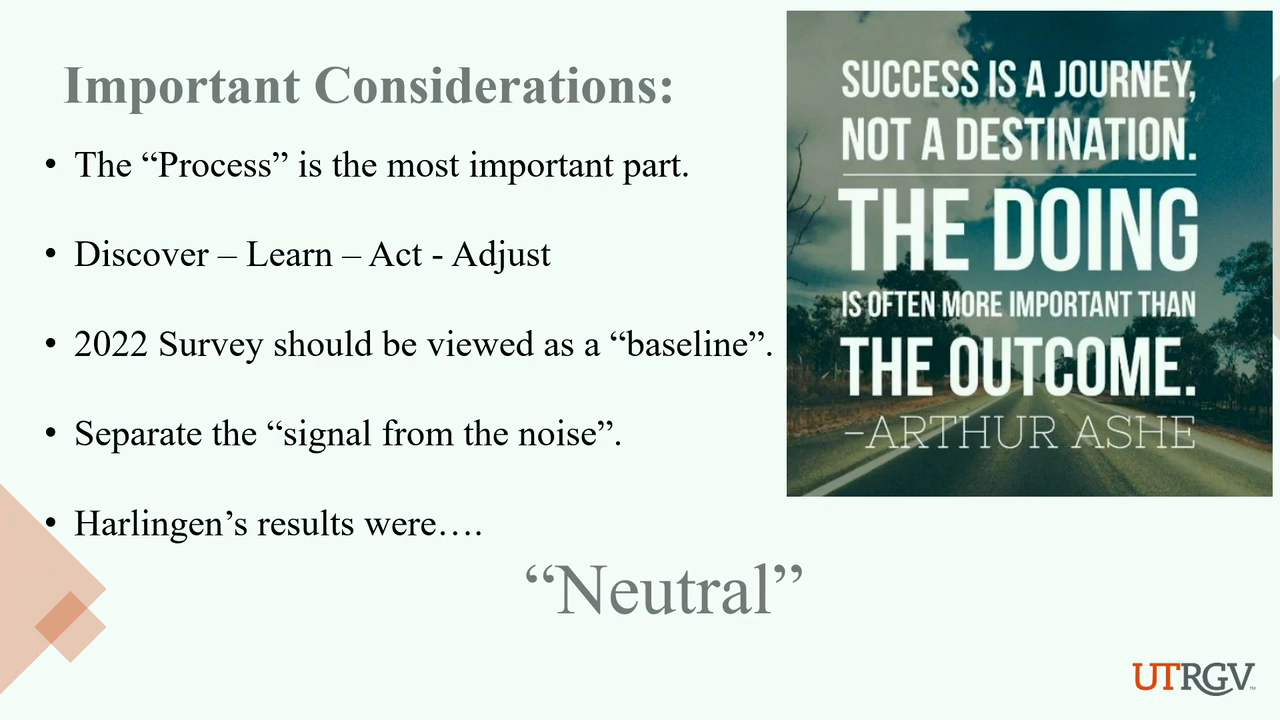 Important Considerations:
• The “Process” is the most important part.
• Discover – Learn – Act - Adjust
• 2022 Survey should be viewed as a “baseline”.
• Separate the “signal from the noise”.
• Harlingen’s results were….
“Neutral”
SUCCESS IS A JOURNEY,
NOT A DESTINATION.
THE DOING
IS OFTEN MORE IMPORTANT THAN
THE OUTCOME.
–ARTHUR ASHE
UTRGV™